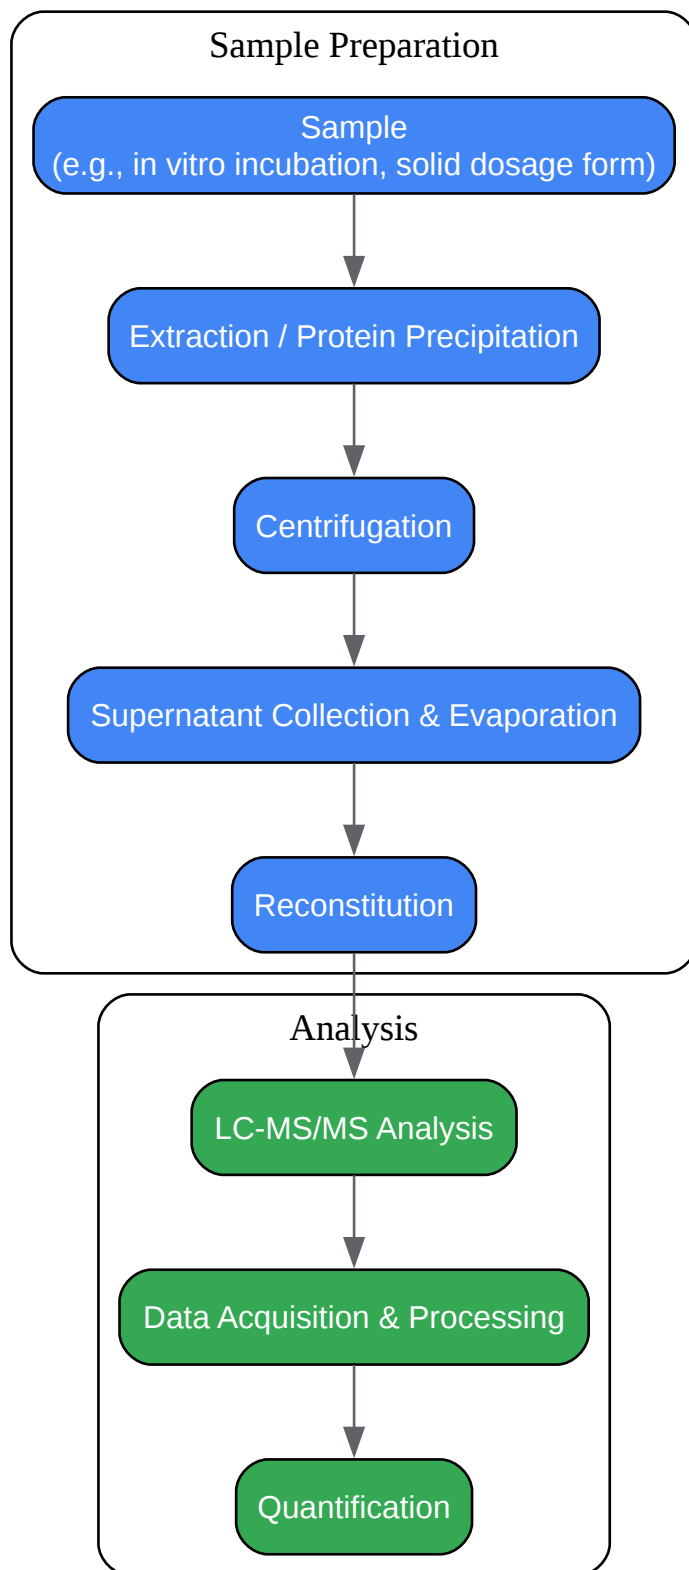 Sample Preparation
Sample
(e.g., in vitro incubation, solid dosage form)
Extraction / Protein Precipitation
Centrifugation
Supernatant Collection & Evaporation
Reconstitution
Analysis
LC-MS/MS Analysis
Data Acquisition & Processing
Quantification